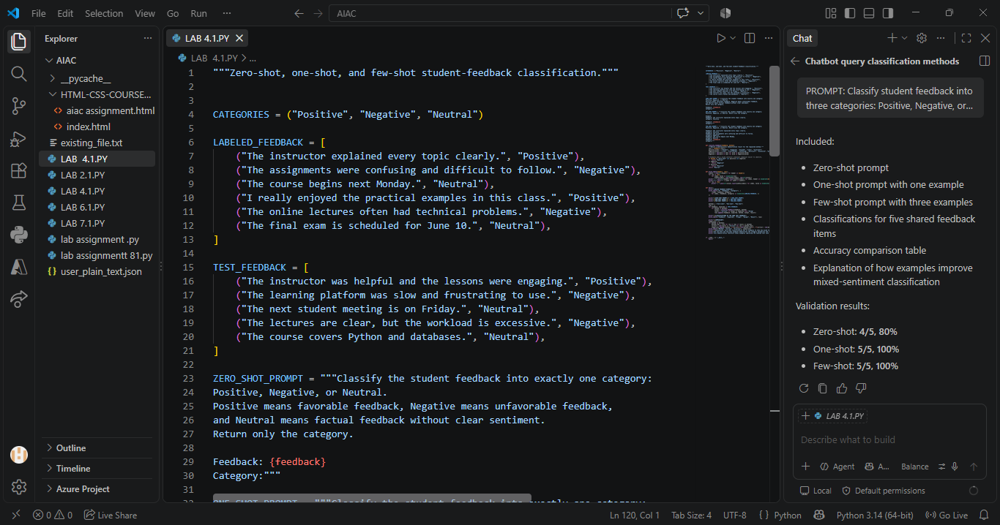 File Edit Selection View Go Run ··· AIAC
Explorer ···
AIAC
__pycache__
HTML-CSS-COURSE...
<> aiac assignment.html
<> index.html
existing_file.txt
LAB  4.1.PY
LAB 2.1.PY
LAB 4.1.PY
LAB 6.1.PY
LAB 7.1.PY
lab assignment .py
lab assignmentt 81.py
{} user_plain_text.json
Outline
Timeline
Azure Project
LAB 4.1.PY
LAB  4.1.PY > ...
1 """Zero-shot, one-shot, and few-shot student-feedback classification."""
2
3
4 CATEGORIES = ("Positive", "Negative", "Neutral")
5
6 LABELED_FEEDBACK = [
7     ("The instructor explained every topic clearly.", "Positive"),
8     ("The assignments were confusing and difficult to follow.", "Negative"),
9     ("The course begins next Monday.", "Neutral"),
10     ("I really enjoyed the practical examples in this class.", "Positive"),
11     ("The online lectures often had technical problems.", "Negative"),
12     ("The final exam is scheduled for June 10.", "Neutral"),
13 ]
14
15 TEST_FEEDBACK = [
16     ("The instructor was helpful and the lessons were engaging.", "Positive"),
17     ("The learning platform was slow and frustrating to use.", "Negative"),
18     ("The next student meeting is on Friday.", "Neutral"),
19     ("The lectures are clear, but the workload is excessive.", "Negative"),
20     ("The course covers Python and databases.", "Neutral"),
21 ]
22
23 ZERO_SHOT_PROMPT = """Classify the student feedback into exactly one category:
24 Positive, Negative, or Neutral.
25 Positive means favorable feedback, Negative means unfavorable feedback,
26 and Neutral means factual feedback without clear sentiment.
27 Return only the category.
28
29 Feedback: {feedback}
30 Category:"""
31
32 ONE_SHOT_PROMPT = """Classify the student feedback into exactly one category:
Chat
Chatbot query classification methods
PROMPT: Classify student feedback into
three categories: Positive, Negative, or...
Included:
• Zero-shot prompt
• One-shot prompt with one example
• Few-shot prompt with three examples
• Classifications for five shared feedback
items
• Accuracy comparison table
• Explanation of how examples improve
mixed-sentiment classification
Validation results:
• Zero-shot: 4/5, 80%
• One-shot: 5/5, 100%
• Few-shot: 5/5, 100%
LAB 4.1.PY
Describe what to build
Agent A... Balance
Local Default permissions
0 0 Live Share Ln 120, Col 1 Tab Size: 4 UTF-8 {} Python Python 3.14 (64-bit) Go Live